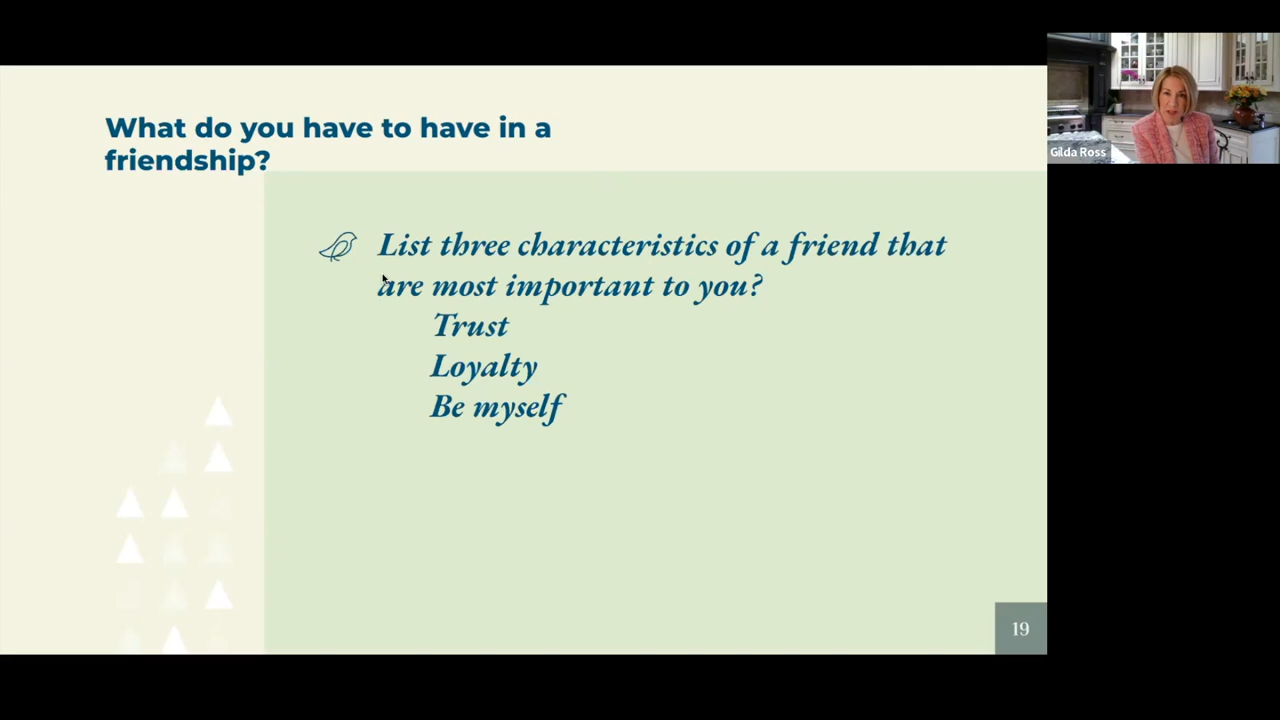 What do you have to have in a
friendship?
List three characteristics of a friend that
are most important to you?
Trust
Loyalty
Be myself
19
Gilda Ross